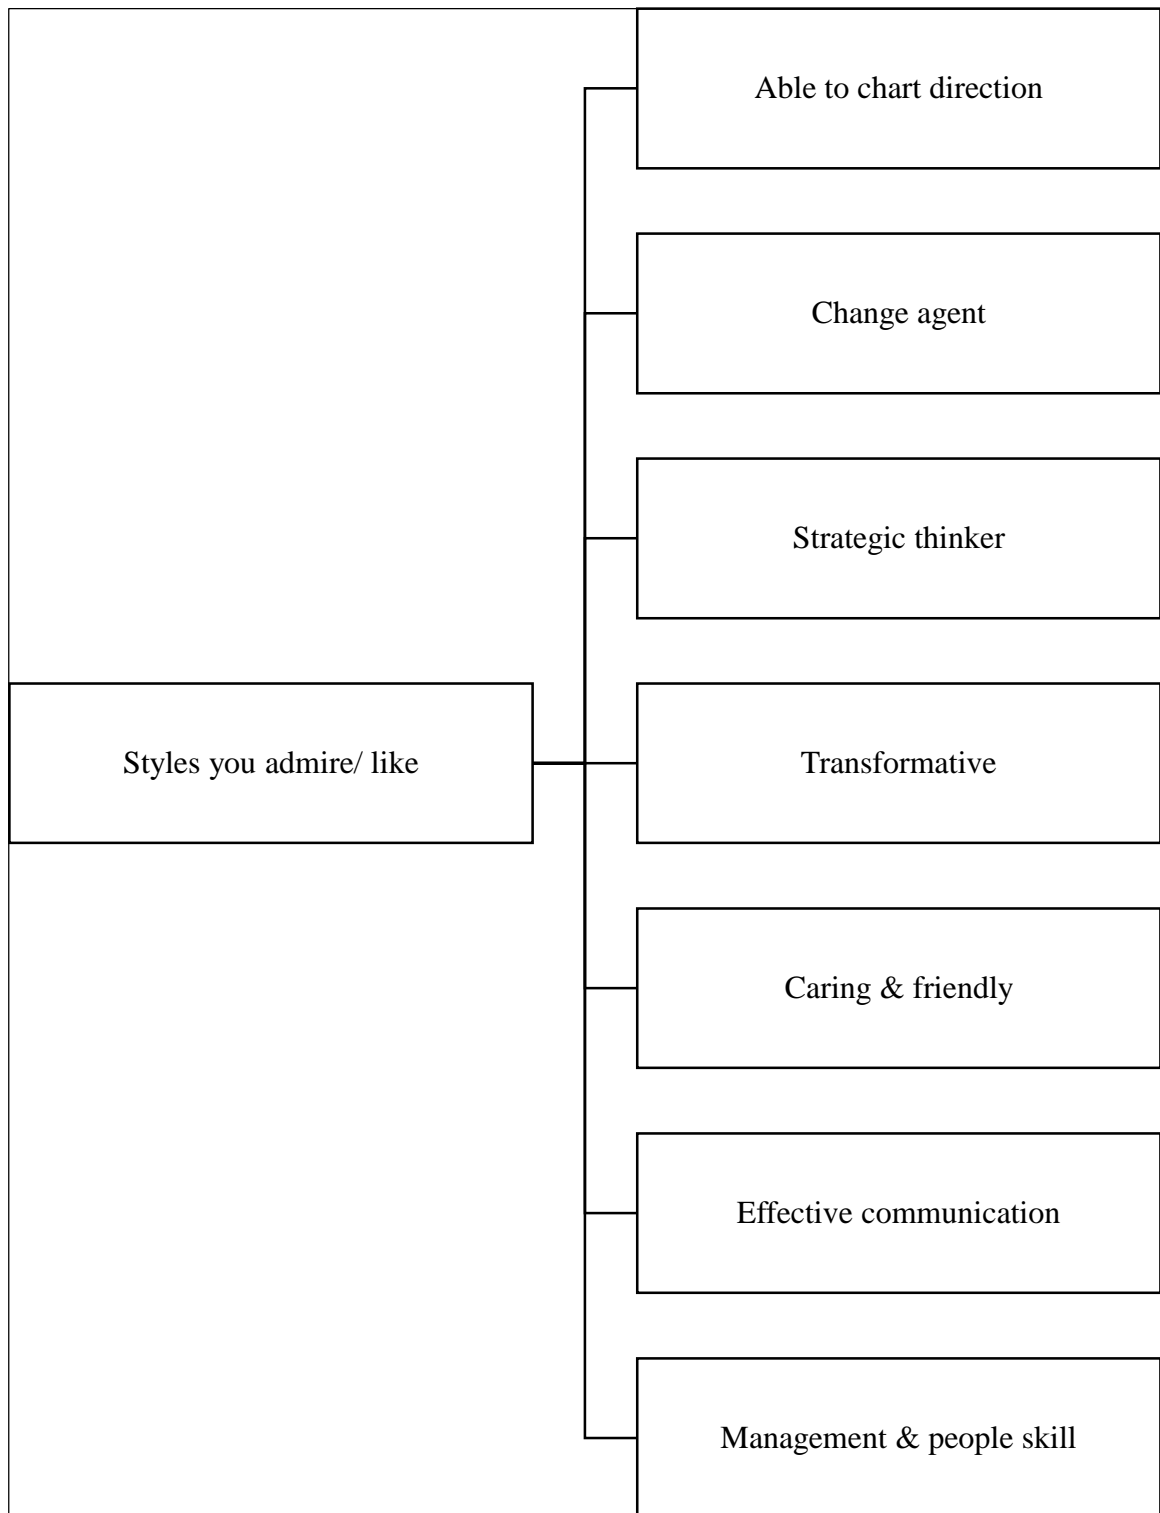 Able to chart direction
Change agent
Strategic thinker
Styles you admire/ like
Transformative
Caring & friendly
Effective communication
Management & people skill